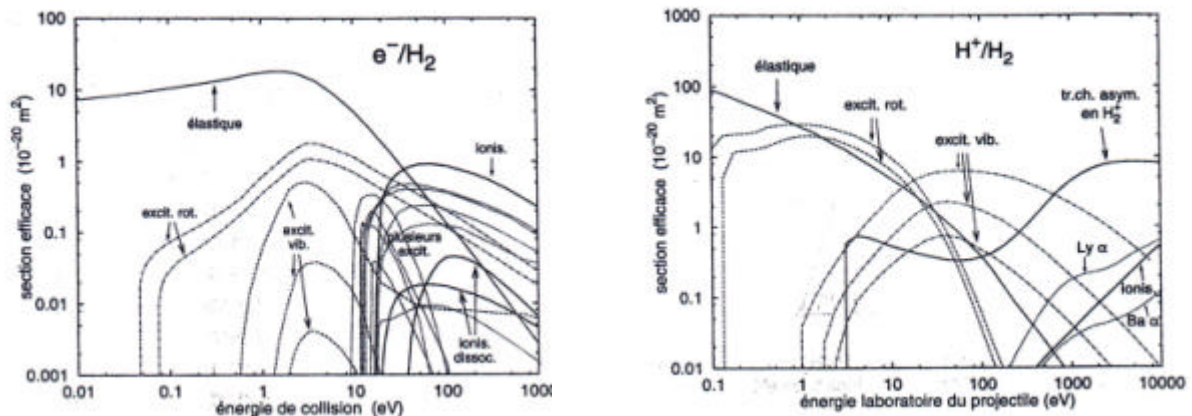 section efficace (10⁻²⁰ m²)
100
10
1
0.1
0.01
0.001
e⁻/H₂
élastique
ionis.
excit. rot.
excit.
vib.
plusieurs
excit.
ionis.
dissoc.
0.01
0.1
1
10
100
1000
énergie de collision (eV)
section efficace (10⁻²⁰ m²)
1000
100
10
1
0.1
0.01
H⁺/H₂
élastique
excit. rot.
tr.ch. asym.
en H₂⁺
excit. vib.
Ly α
ionis.
Ba α
0.1
1
10
100
1000
10000
énergie laboratoire du projectile (eV)